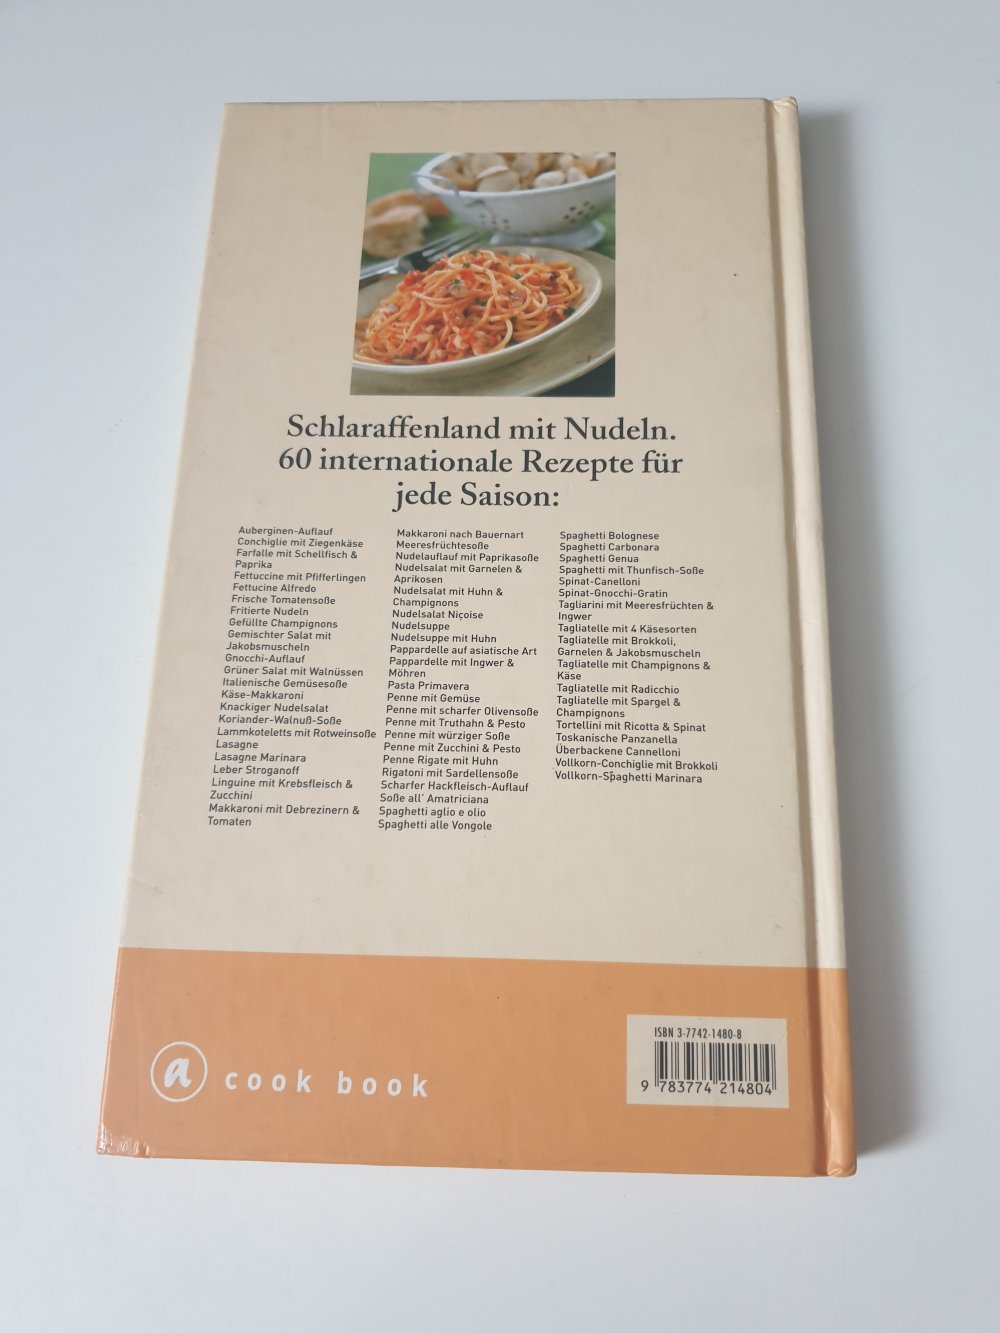 Schlaraffenland mit Nudeln.
60 internationale Rezepte für
jede Saison:
Auberginen-Auflauf
Conchiglie mit Ziegenkäse
Farfalle mit Schellfisch &
Paprika
Fettuccine mit Pfifferlingen
Fettucine Alfredo
Frische Tomatensoße
Fritierte Nudeln
Gefüllte Champignons
Gemischter Salat mit
Jakobsmuscheln
Gnocchi-Auflauf
Grüner Salat mit Walnüssen
Italienische Gemüsesoße
Käse-Makkaroni
Knackiger Nudelsalat
Koriander-Walnuß-Soße
Lammkoteletts mit Rotweinsoße
Lasagne
Lasagne Marinara
Leber Stroganoff
Linguine mit Krebsfleisch &
Zucchini
Makkaroni mit Debrezinern &
Tomaten
Makkaroni nach Bauernart
Meeresfrüchtesoße
Nudelauflauf mit Paprikasoße
Nudelsalat mit Garnelen &
Aprikosen
Nudelsalat mit Huhn &
Champignons
Nudelsalat Niçoise
Nudelsuppe
Nudelsuppe mit Huhn
Pappardelle auf asiatische Art
Pappardelle mit Ingwer &
Möhren
Pasta Primavera
Penne mit Gemüse
Penne mit scharfer Olivensoße
Penne mit Truthahn & Pesto
Penne mit würziger Soße
Penne mit Zucchini & Pesto
Penne Rigate mit Huhn
Rigatoni mit Sardellensoße
Scharfer Hackfleisch-Auflauf
Soße all' Amatriciana
Spaghetti aglio e olio
Spaghetti alle Vongole
Spaghetti Bolognese
Spaghetti Carbonara
Spaghetti Genua
Spaghetti mit Thunfisch-Soße
Spinat-Canelloni
Spinat-Gnocchi-Gratin
Tagliarini mit Meeresfrüchten &
Ingwer
Tagliatelle mit 4 Käsesorten
Tagliatelle mit Brokkoli,
Garnelen & Jakobsmuscheln
Tagliatelle mit Champignons &
Käse
Tagliatelle mit Radicchio
Tagliatelle mit Spargel &
Champignons
Tortellini mit Ricotta & Spinat
Toskanische Panzanella
Überbackene Cannelloni
Vollkorn-Conchiglie mit Brokkoli
Vollkorn-Spaghetti Marinara
a cook book
ISBN 3-7742-1480-8
9 783774 214804